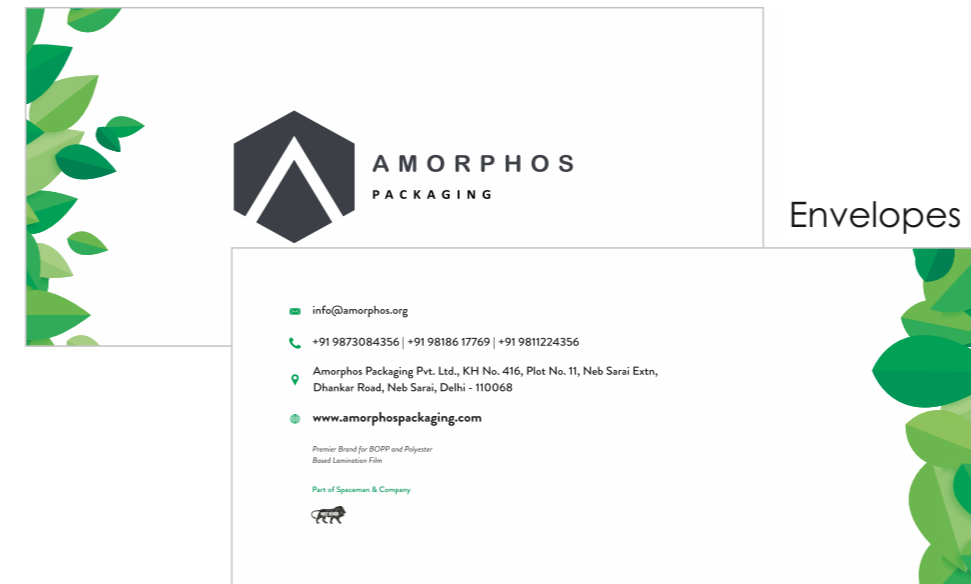 AMORPHOS
PACKAGING
Envelopes
info@amorphos.org
+91 9873084356 | +91 98186 17769 | +91 9811224356
Amorphos Packaging Pvt. Ltd., KH No. 416, Plot No. 11, Neb Sarai Extn,
Dhankar Road, Neb Sarai, Delhi - 110068
www.amorphospackaging.com
Premier Brand for BOPP and Polyester
Based Lamination Film
Part of Spaceman & Company